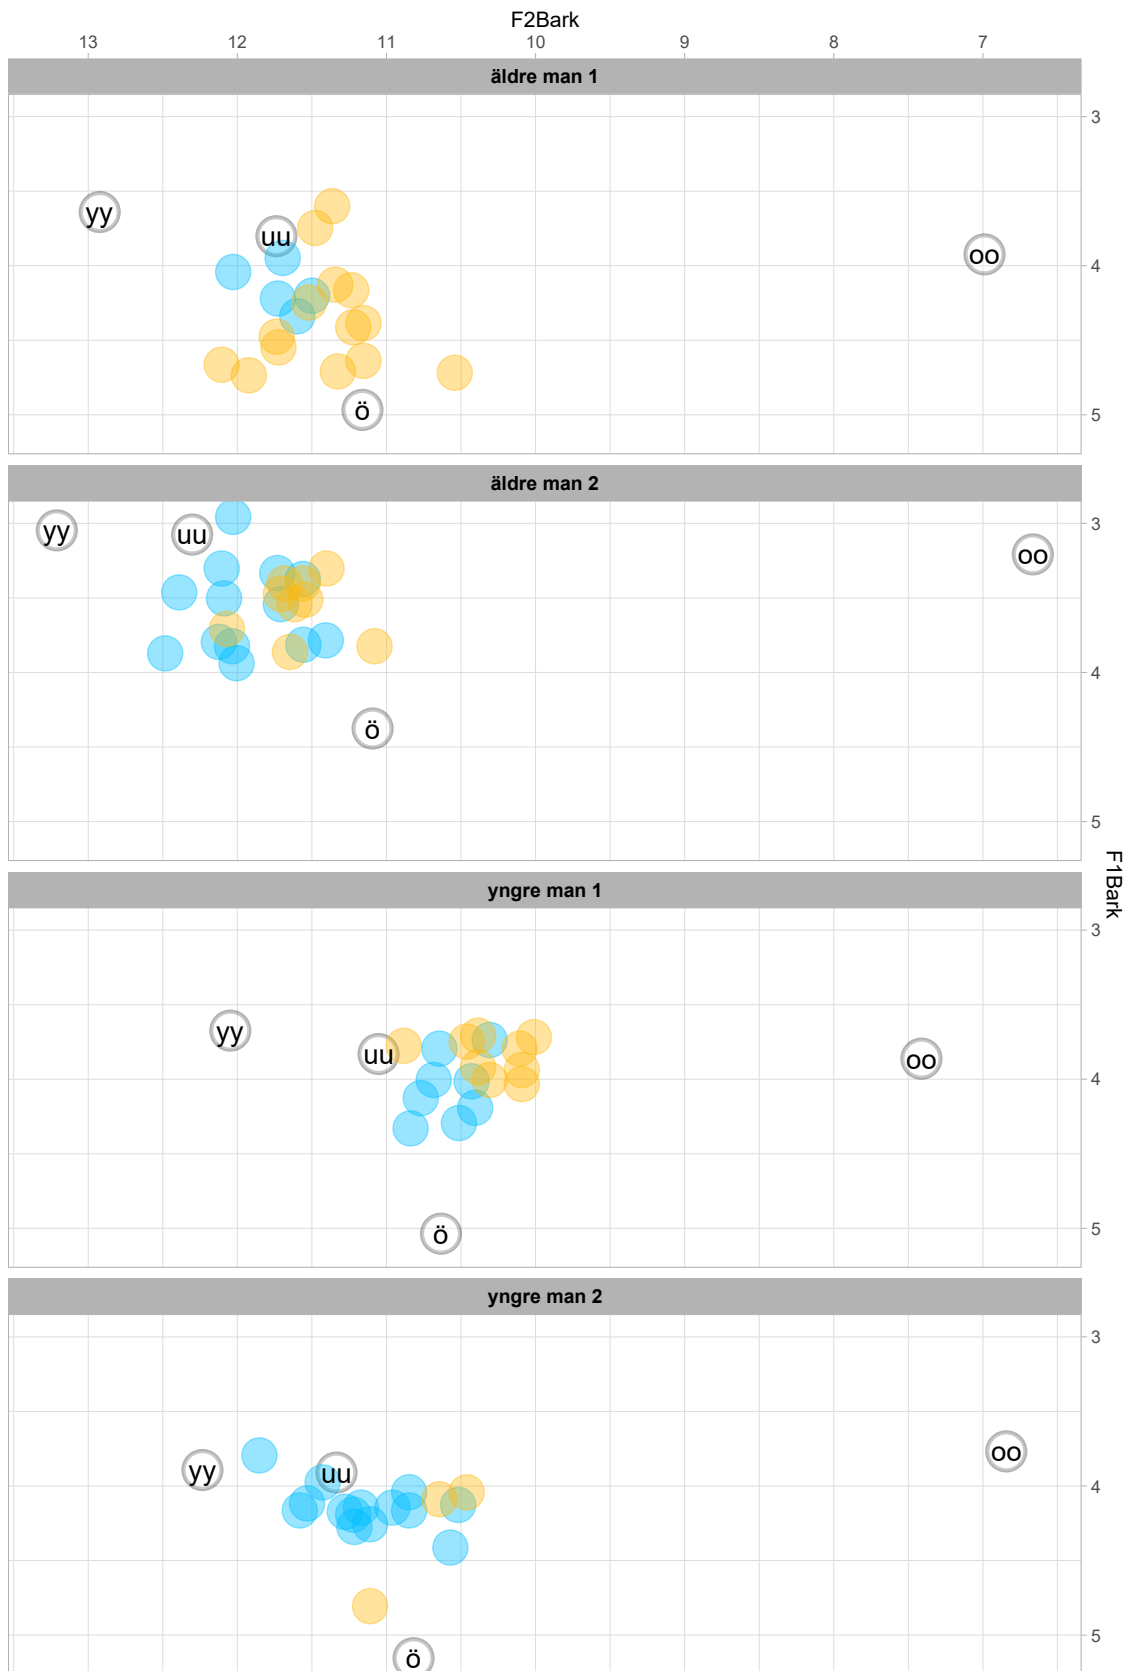 F2Bark
13 12 11 10 9 8 7
äldre man 1
3
yy
uu
oo
4
ö
5
äldre man 2
3
yy
uu
oo
4
ö
5
F1Bark
yngre man 1
3
yy
uu
oo
4
5
ö
yngre man 2
3
oo
yy
uu
4
5
ö